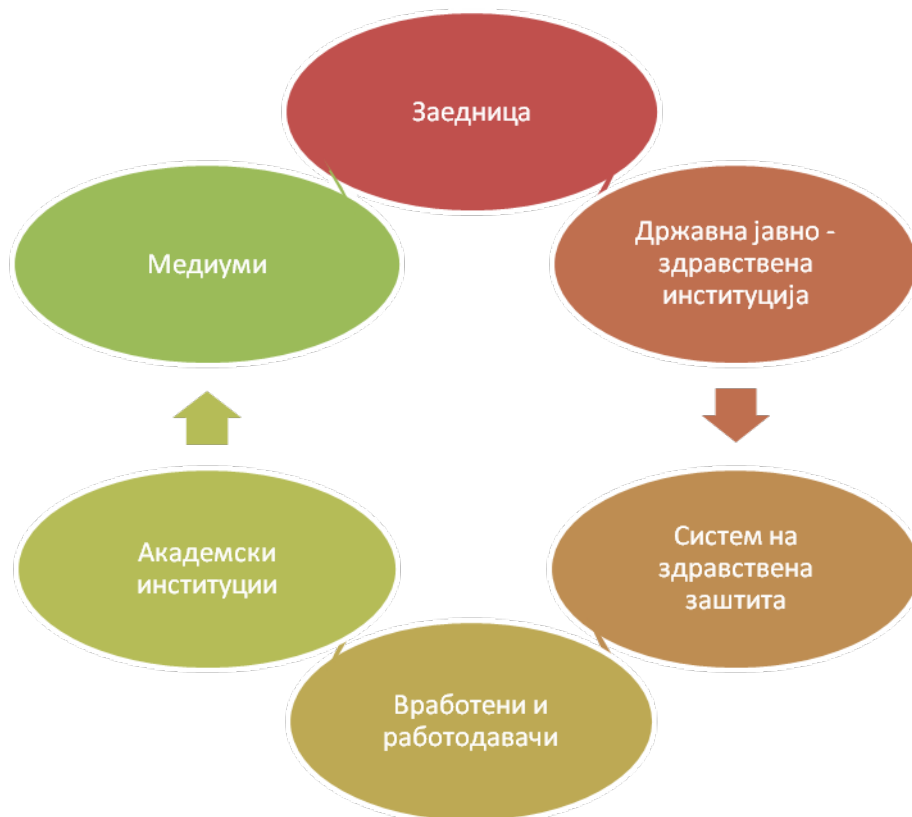 Заедница
Државна јавно -
здравствена
институција
Систем на
здравствена
заштита
Вработени и
работодавачи
Академски
институции
Медиуми